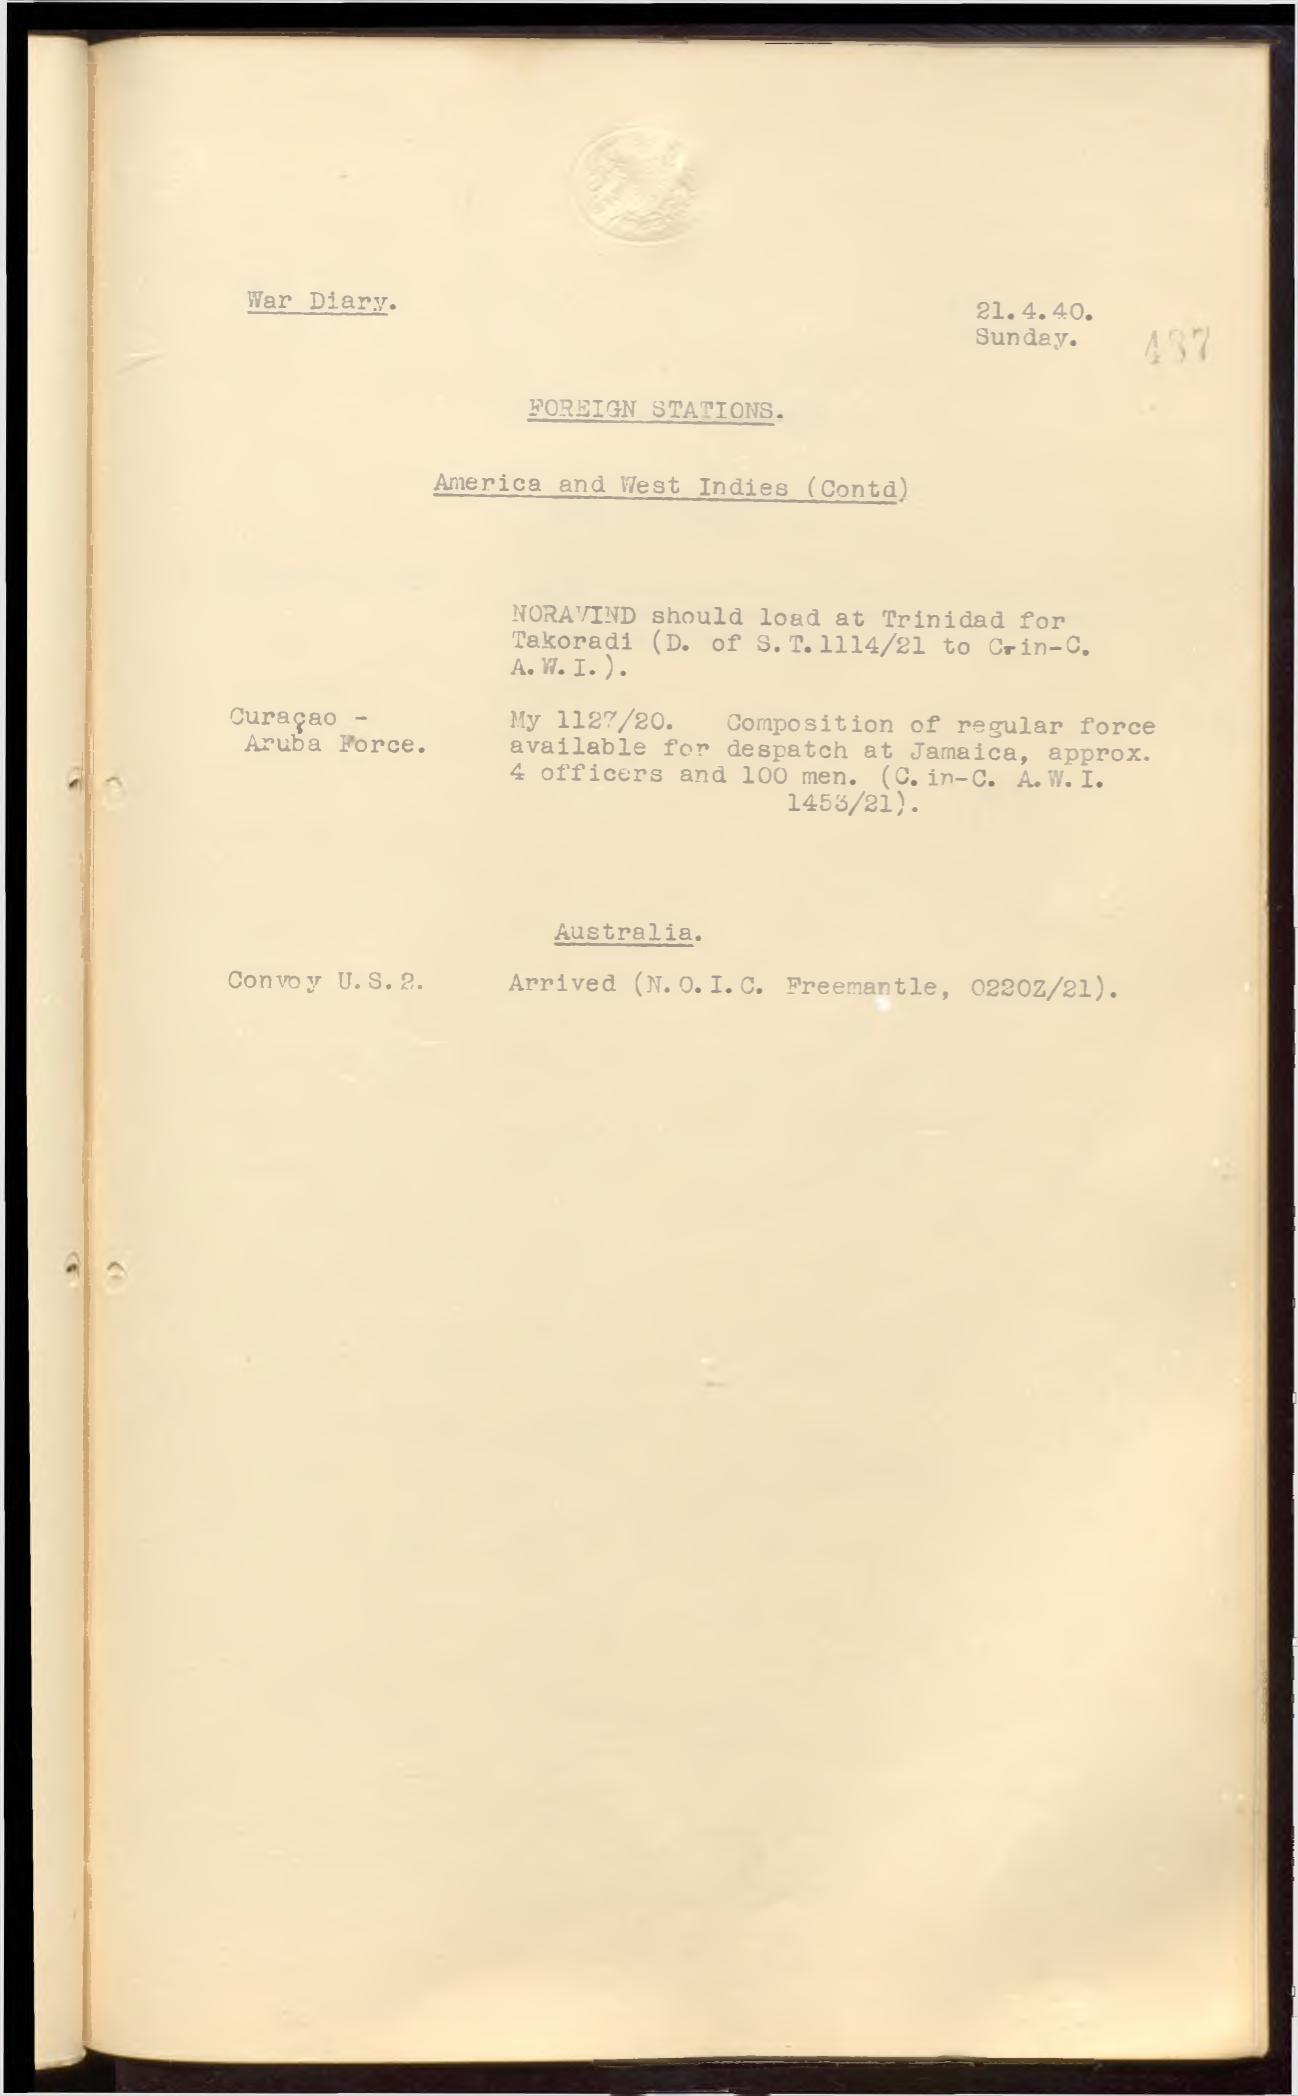 War Diary.
21.4.40.
Sunday.
437
FOREIGN STATIONS.
America and West Indies (Contd)
NORAVIND should load at Trinidad for
Takoradi (D. of S.T.1114/21 to C-in-C.
A.W.I.).
Curaçao -
Aruba Force.
My 1127/20. Composition of regular force
available for despatch at Jamaica, approx.
4 officers and 100 men. (C.in-C. A.W.I.
1453/21).
Australia.
Convoy U.S.2.
Arrived (N.O.I.C. Freemantle, 0220Z/21).